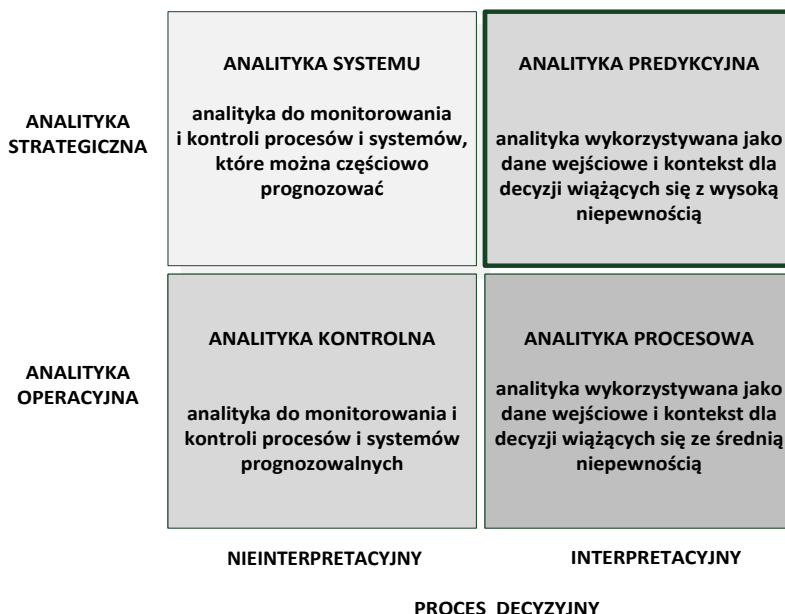 ANALITYKA
STRATEGICZNA
ANALITYKA SYSTEMU
analityka do monitorowania
i kontroli procesów i systemów,
które można częściowo
prognozować
ANALITYKA PREDYKCYJNA
analityka wykorzystywana jako
dane wejściowe i kontekst dla
decyzji wiążących się z wysoką
niepewnością
ANALITYKA
OPERACYJNA
ANALITYKA KONTROLNA
analityka do monitorowania i
kontroli procesów i systemów
prognozowalnych
ANALITYKA PROCESOWA
analityka wykorzystywana jako
dane wejściowe i kontekst dla
decyzji wiążących się ze średnią
niepewnością
NIEINTERPRETACYJNY
INTERPRETACYJNY
PROCES DECYZYJNY